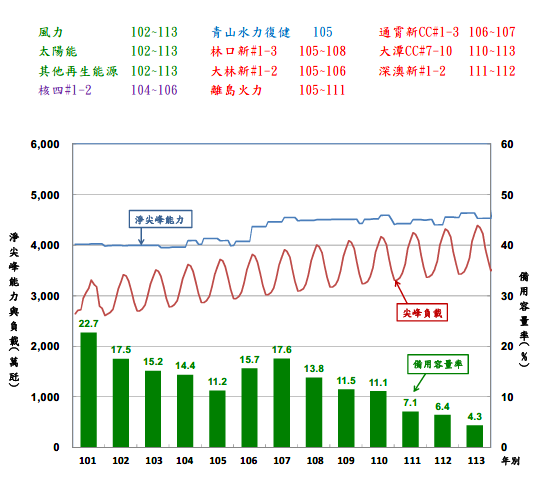 風力 102~113 青山水力復健 105 通霄新CC#1-3 106~107
太陽能 102~113 林口新#1-3 105~108 大潭CC#7-10 110~113
其他再生能源 102~113 大林新#1-2 105~106 深澳新#1-2 111~112
核四#1-2 104~106 離島火力 105~111
6,000 60
5,000 50
淨尖峰能力
4,000 40
淨尖峰能力與負載(萬瓩)
備用容量率(%)
3,000 30
尖峰負載
22.7 17.5 15.2 14.4 11.2 15.7 17.6 13.8 11.5 11.1 7.1 6.4 4.3
2,000 20
備用容量率
1,000 10
0 0
101 102 103 104 105 106 107 108 109 110 111 112 113 年別